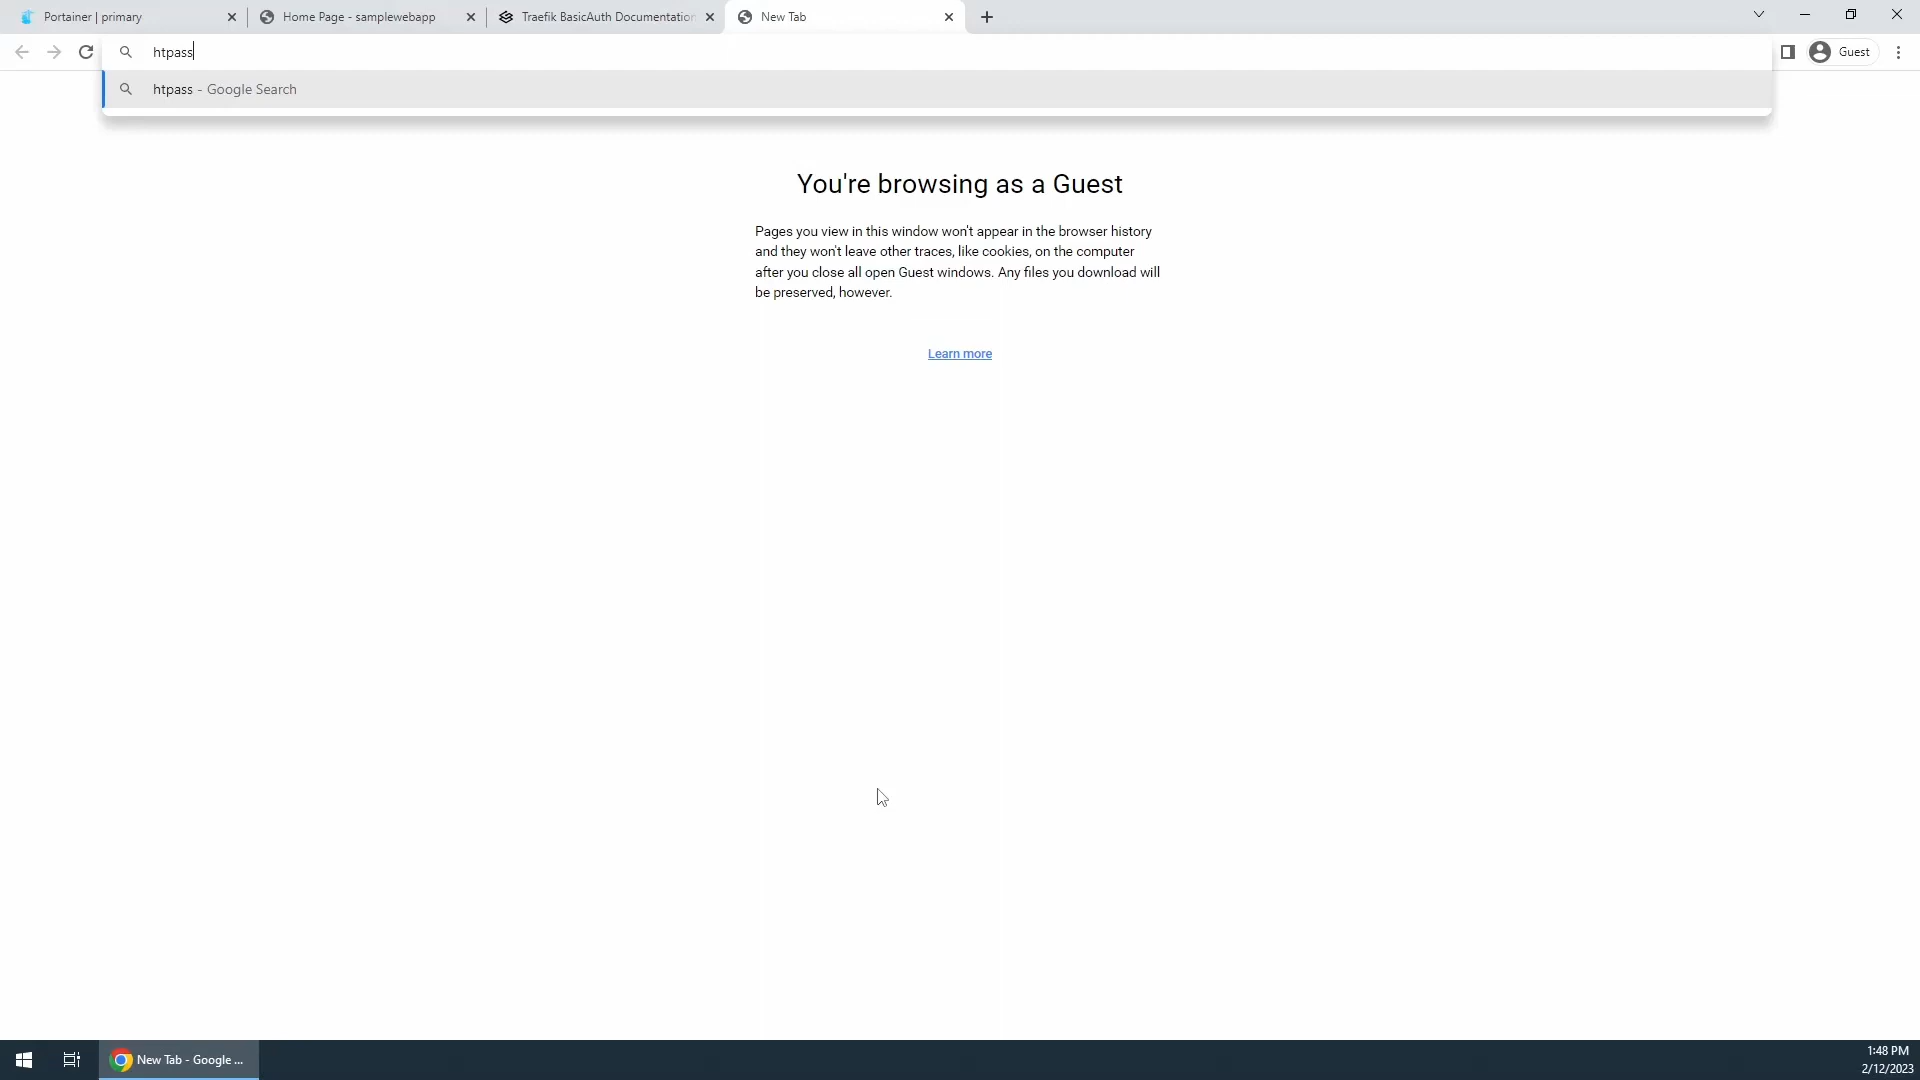 Portainer | primary
Home Page - samplewebapp
Traefik BasicAuth Documentation
New Tab
htpass
Guest
htpass - Google Search
You're browsing as a Guest
Pages you view in this window won't appear in the browser history
and they won't leave other traces, like cookies, on the computer
after you close all open Guest windows. Any files you download will
be preserved, however.
Learn more
New Tab - Google ...
1:48 PM
2/12/2023